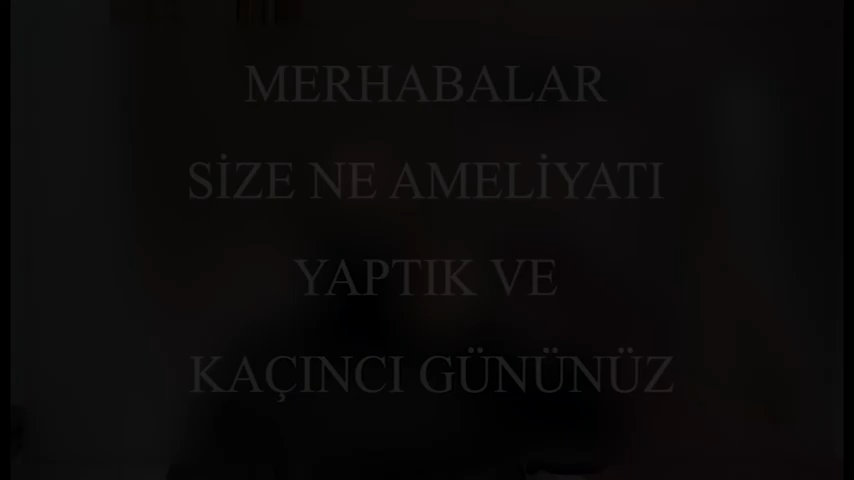 MERHABALAR
SİZE NE AMELİYATI
YAPTIK VE
KAÇINCI GÜNÜNÜZ